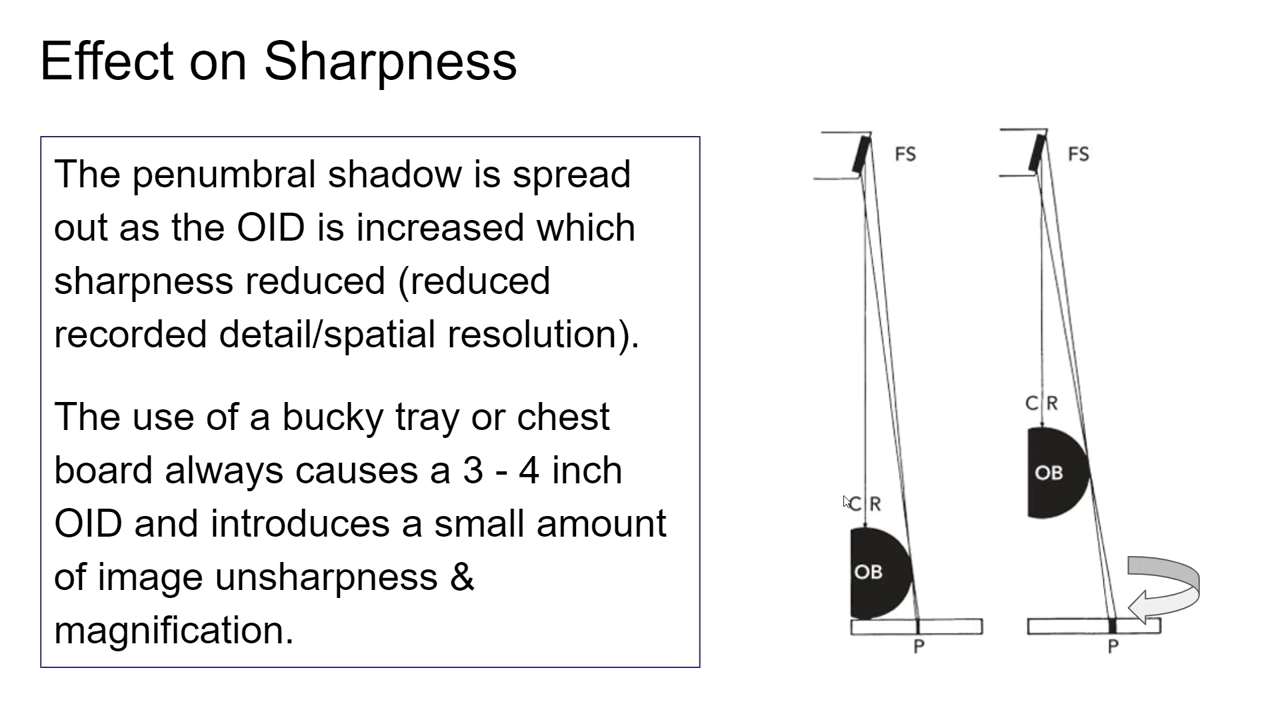 Effect on Sharpness
The penumbral shadow is spread
out as the OID is increased which
sharpness reduced (reduced
recorded detail/spatial resolution).
The use of a bucky tray or chest
board always causes a 3 - 4 inch
OID and introduces a small amount
of image unsharpness &
magnification.
FS
C R
OB
P
FS
C R
OB
P